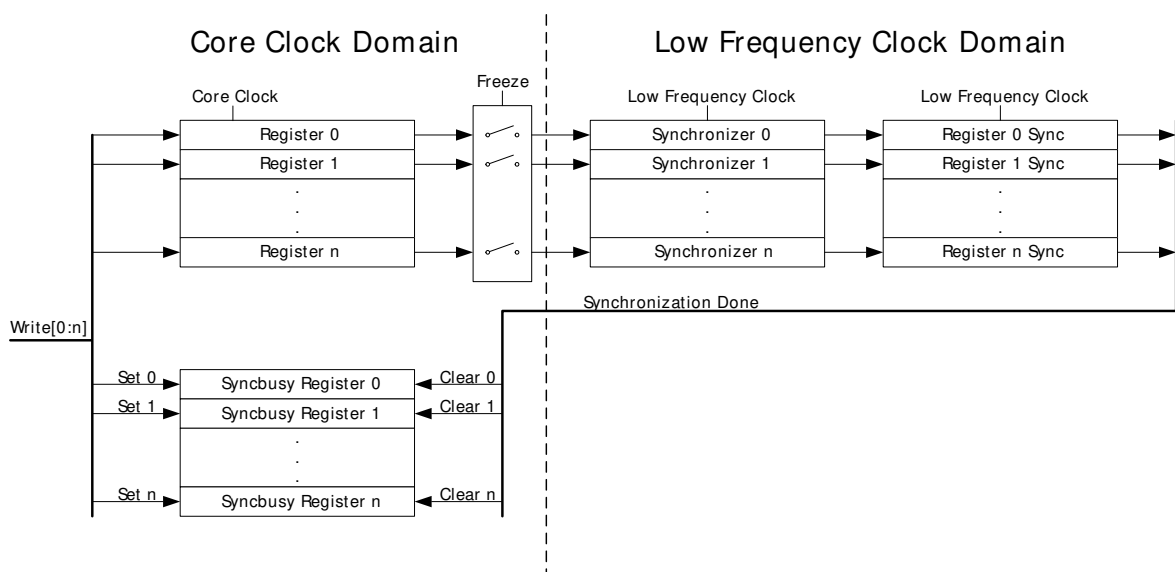 Core Clock Domain
Low Frequency Clock Domain
Freeze
Core Clock
Low Frequency Clock
Low Frequency Clock
Register 0
Synchronizer 0
Register 0 Sync
Register 1
Synchronizer 1
Register 1 Sync
.
.
.
.
.
.
.
.
.
Register n
Synchronizer n
Register n Sync
Synchronization Done
Write[0:n]
Set 0
Syncbusy Register 0
Clear 0
Set 1
Syncbusy Register 1
Clear 1
.
.
.
Set n
Syncbusy Register n
Clear n